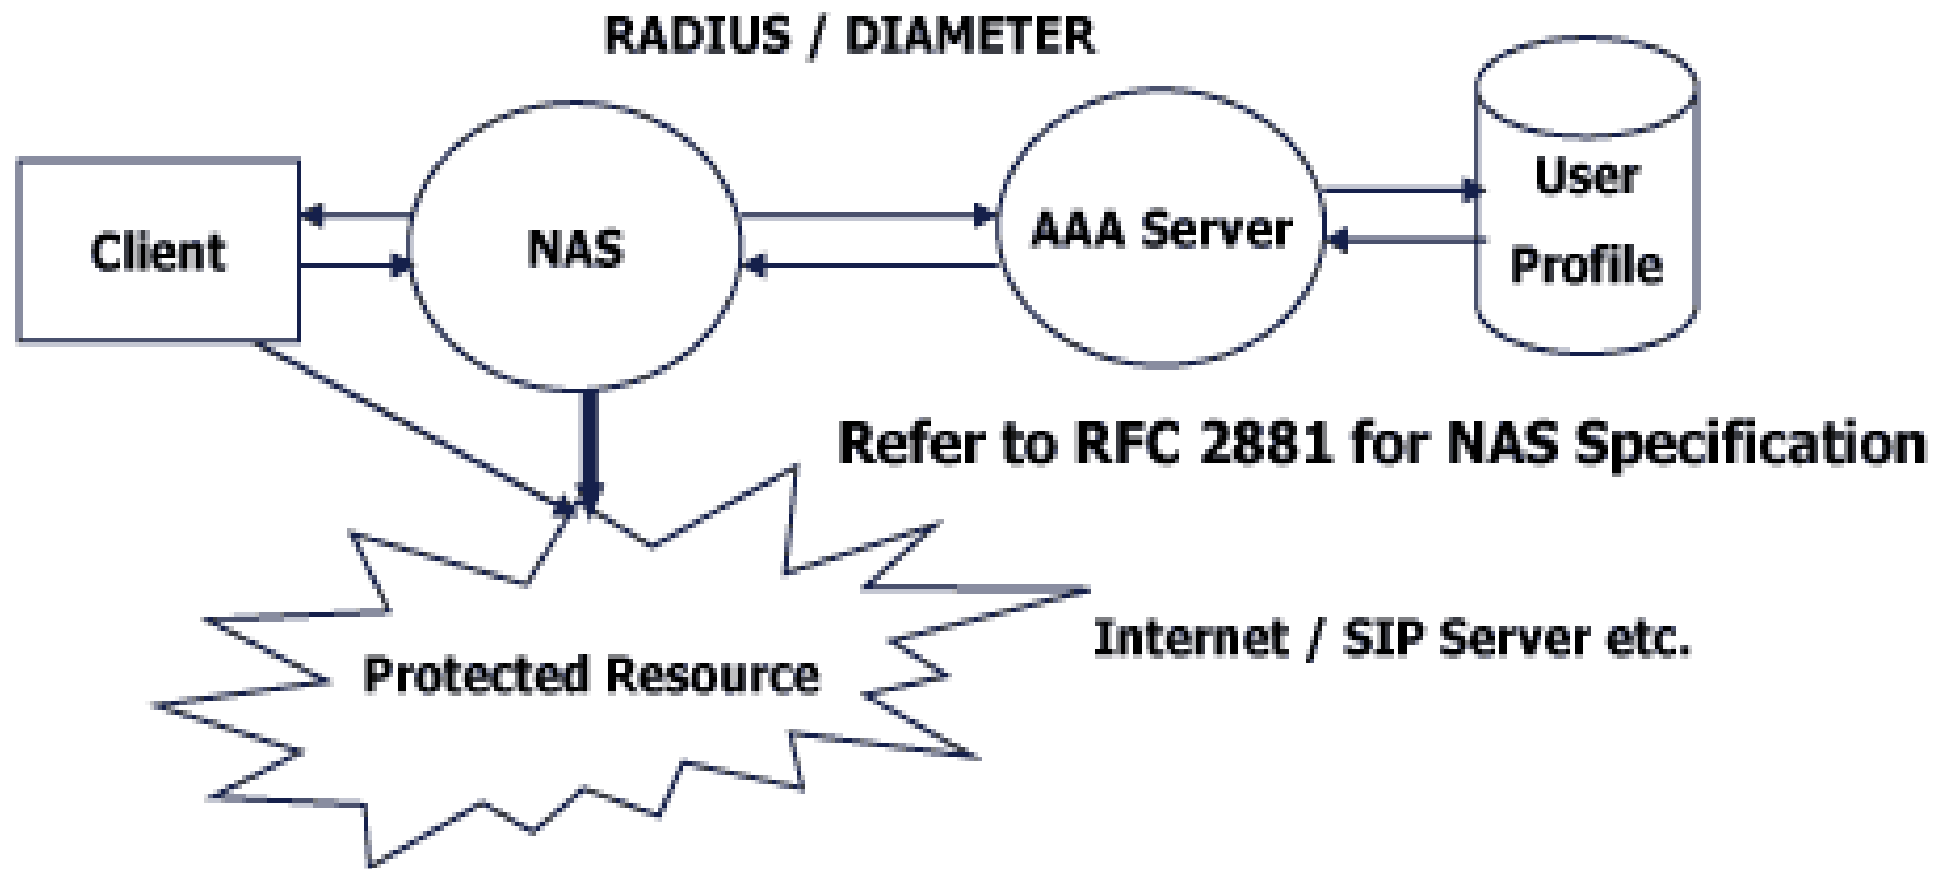 RADIUS / DIAMETER
Client
NAS
AAA Server
User
Profile
Refer to RFC 2881 for NAS Specification
Internet / SIP Server etc.
Protected Resource